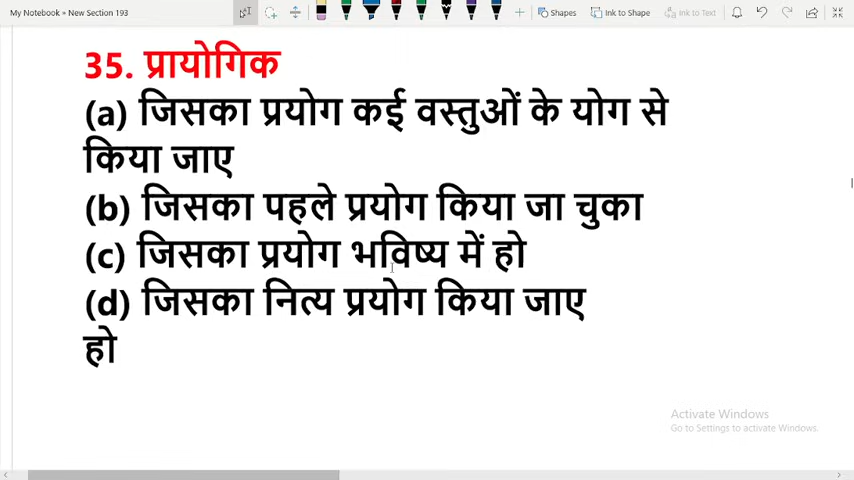 My Notebook » New Section 193
Shapes
Ink to Shape
Ink to Text
35. प्रायोगिक
(a) जिसका प्रयोग कई वस्तुओं के योग से
किया जाए
(b) जिसका पहले प्रयोग किया जा चुका
(c) जिसका प्रयोग भविष्य में हो
(d) जिसका नित्य प्रयोग किया जाए
हो
Activate Windows
Go to Settings to activate Windows.